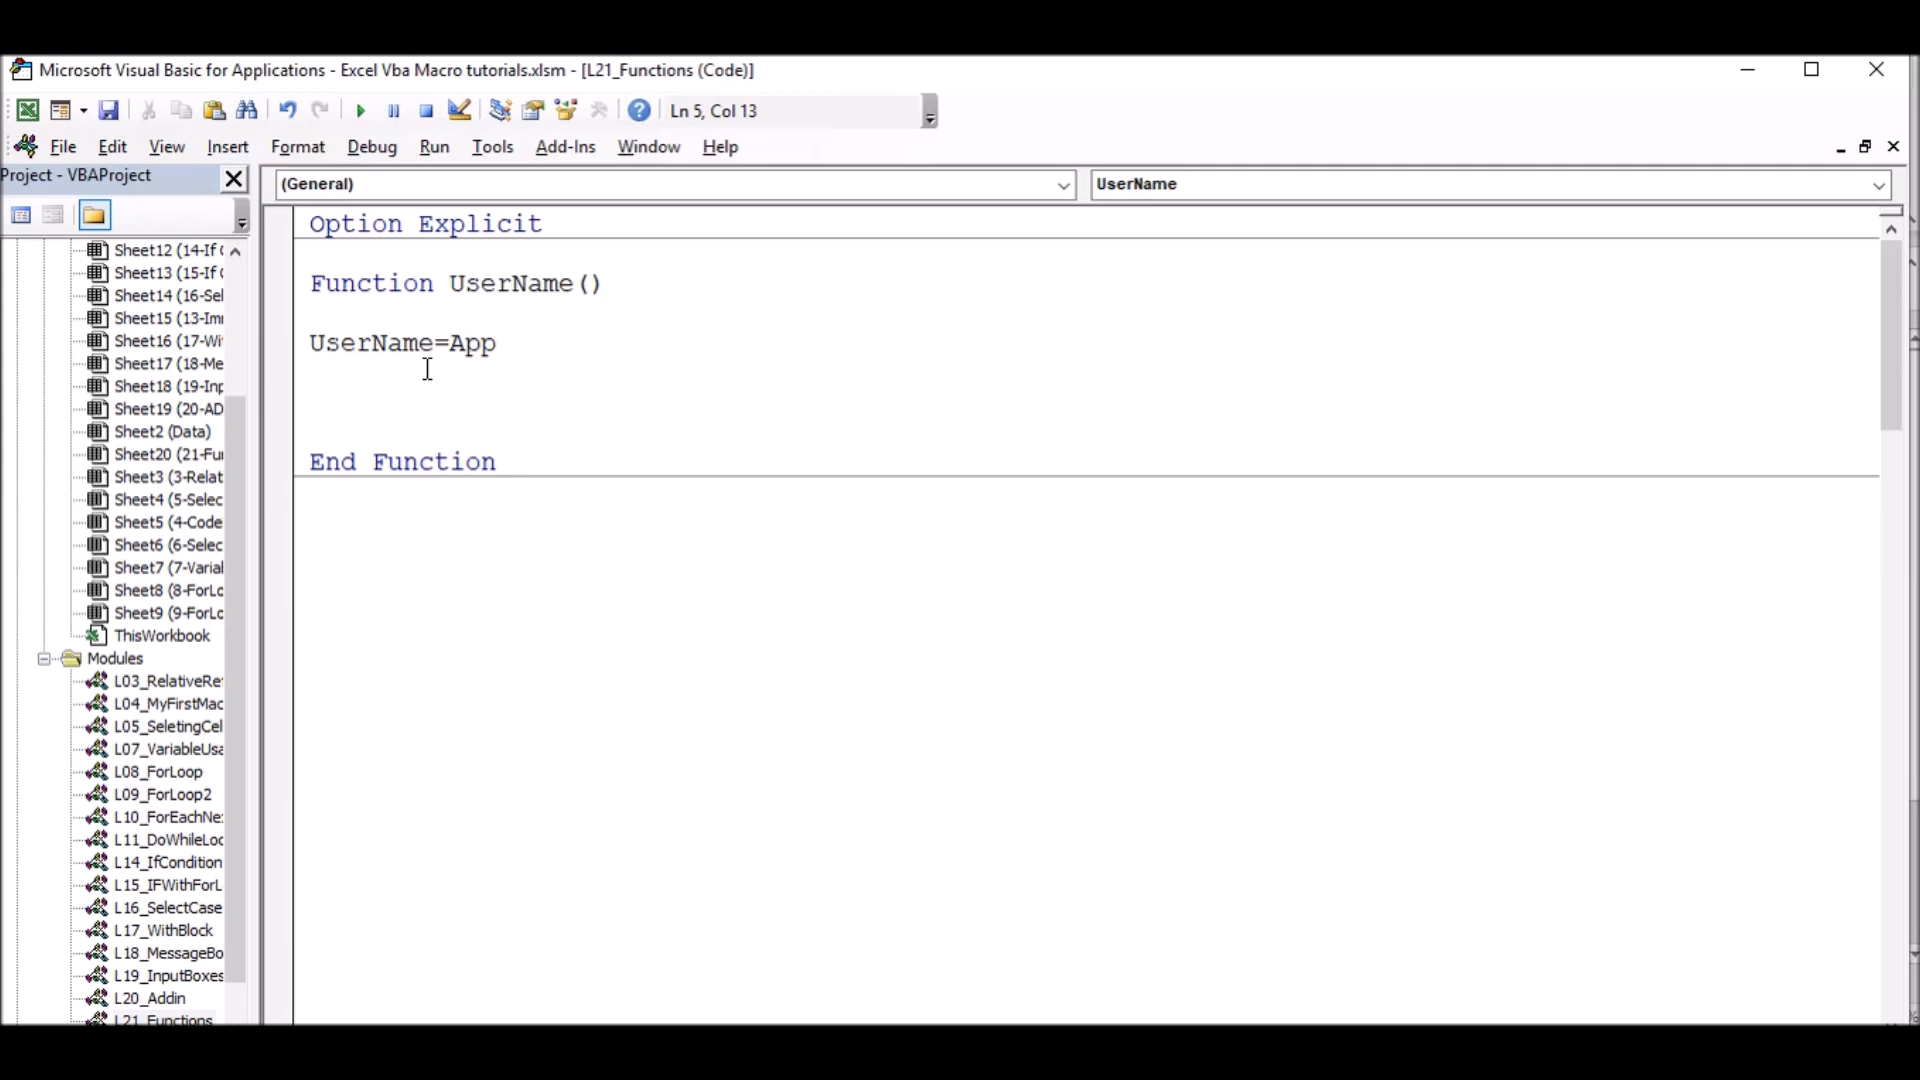 Microsoft Visual Basic for Applications - Excel Vba Macro tutorials.xlsm - [L21_Functions (Code)]
Ln 5, Col 13
File Edit View Insert Format Debug Run Tools Add-Ins Window Help
Project - VBAProject
(General)
UserName
Sheet12 (14-If
Sheet13 (15-If
Sheet14 (16-Sel
Sheet15 (13-Im
Sheet16 (17-Wi
Sheet17 (18-Me
Sheet18 (19-Inp
Sheet19 (20-AD
Sheet2 (Data)
Sheet20 (21-Fu
Sheet3 (3-Relat
Sheet4 (5-Selec
Sheet5 (4-Code
Sheet6 (6-Selec
Sheet7 (7-Varial
Sheet8 (8-ForLo
Sheet9 (9-ForLo
ThisWorkbook
Modules
L03_RelativeRe
L04_MyFirstMac
L05_SeletingCel
L07_VariableUsa
L08_ForLoop
L09_ForLoop2
L10_ForEachNe
L11_DoWhileLoo
L14_IfCondition
L15_IFWithForL
L16_SelectCase
L17_WithBlock
L18_MessageBo
L19_InputBoxes
L20_Addin
L21_Functions
Option Explicit
Function UserName()
UserName=App
End Function